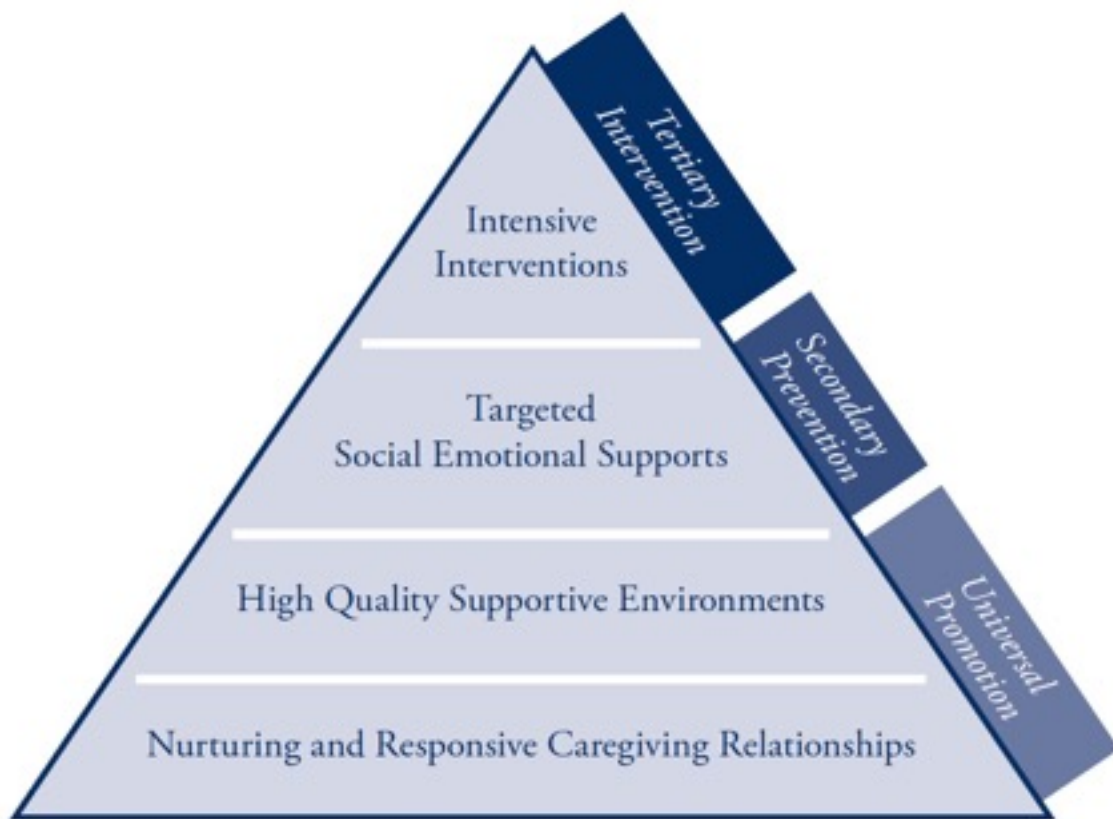 Intensive
Interventions
Tertiary
Intervention
Targeted
Social Emotional Supports
Secondary
Prevention
High Quality Supportive Environments
Nurturing and Responsive Caregiving Relationships
Universal
Promotion